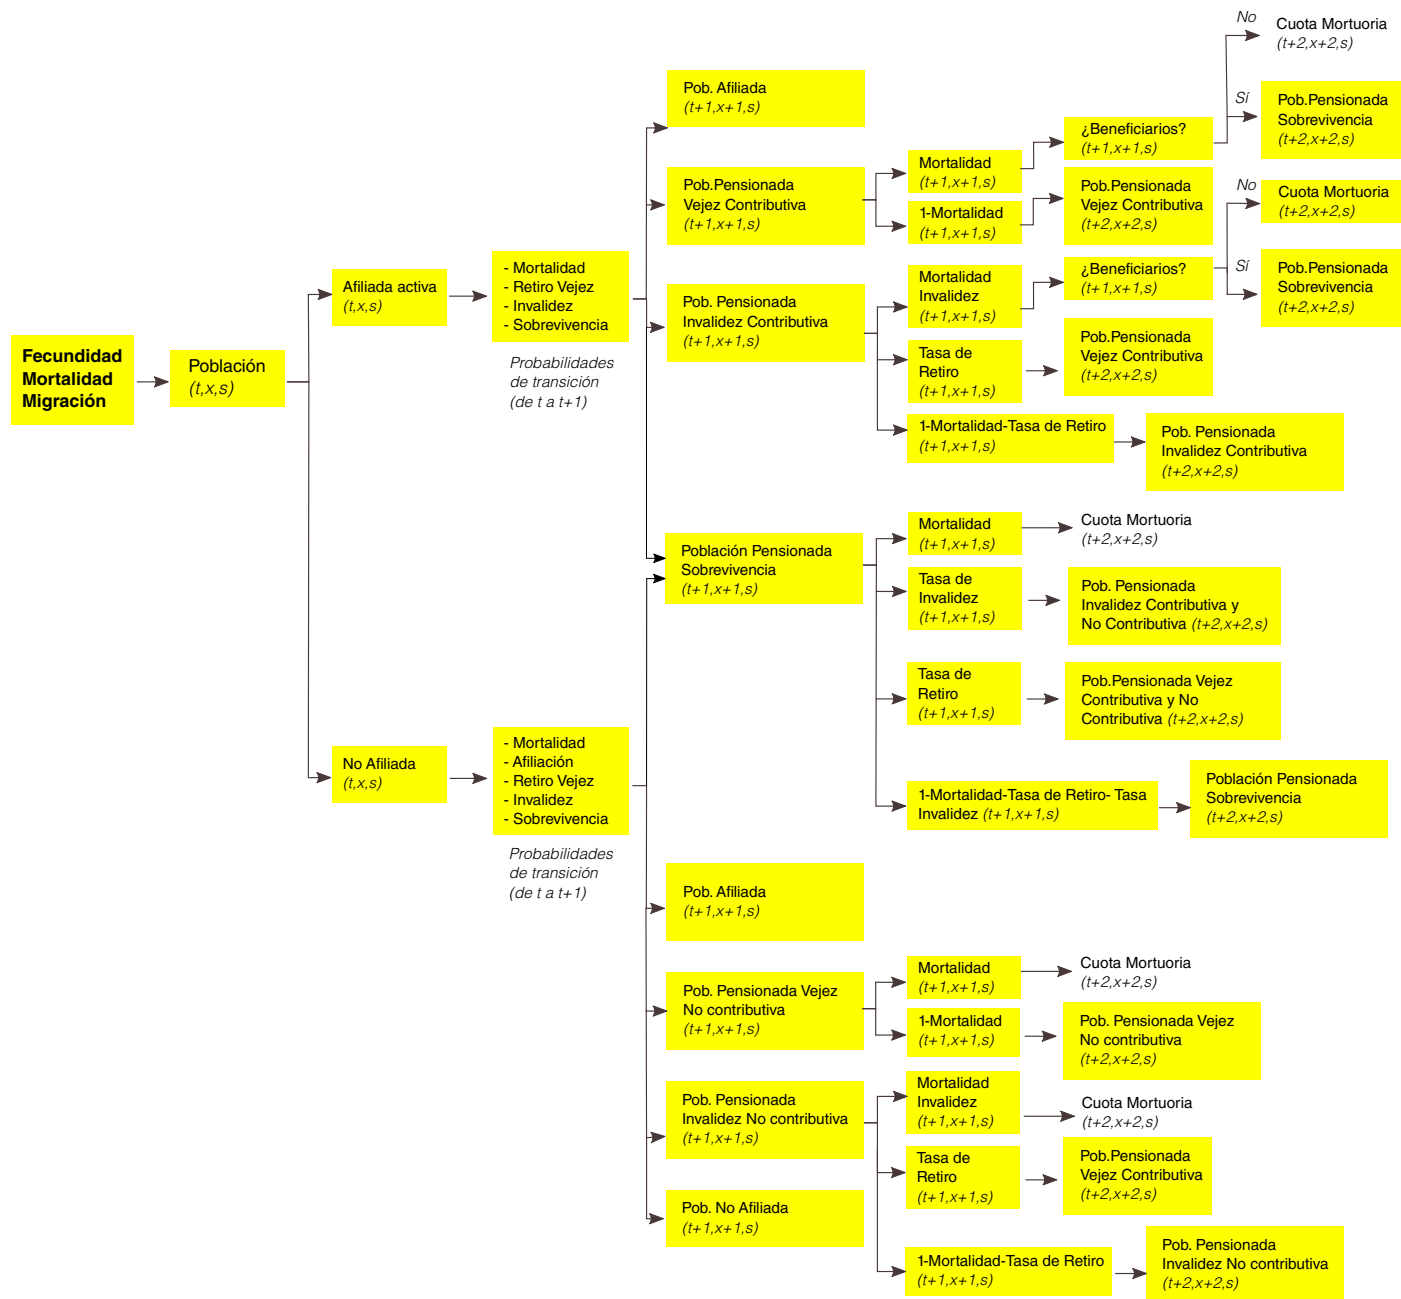 Fecundidad
Mortalidad
Migración
Población
(t,x,s)
Afiliada activa
(t,x,s)
- Mortalidad
- Retiro Vejez
- Invalidez
- Sobrevivencia
Probabilidades
de transición
(de t a t+1)
Pob. Afiliada
(t+1,x+1,s)
Pob.Pensionada
Vejez Contributiva
(t+1,x+1,s)
Mortalidad
(t+1,x+1,s)
¿Beneficiarios?
(t+1,x+1,s)
No
Cuota Mortuoria
(t+2,x+2,s)
Sí
Pob.Pensionada
Sobrevivencia
(t+2,x+2,s)
1-Mortalidad
(t+1,x+1,s)
Pob.Pensionada
Vejez Contributiva
(t+2,x+2,s)
Pob. Pensionada
Invalidez Contributiva
(t+1,x+1,s)
Mortalidad
Invalidez
(t+1,x+1,s)
¿Beneficiarios?
(t+1,x+1,s)
No
Cuota Mortuoria
(t+2,x+2,s)
Sí
Pob.Pensionada
Sobrevivencia
(t+2,x+2,s)
Tasa de
Retiro
(t+1,x+1,s)
Pob.Pensionada
Vejez Contributiva
(t+2,x+2,s)
1-Mortalidad-Tasa de Retiro
(t+1,x+1,s)
Pob. Pensionada
Invalidez Contributiva
(t+2,x+2,s)
Población Pensionada
Sobrevivencia
(t+1,x+1,s)
Mortalidad
(t+1,x+1,s)
Cuota Mortuoria
(t+2,x+2,s)
Tasa de
Invalidez
(t+1,x+1,s)
Pob. Pensionada
Invalidez Contributiva y
No Contributiva (t+2,x+2,s)
Tasa de
Retiro
(t+1,x+1,s)
Pob.Pensionada Vejez
Contributiva y No
Contributiva (t+2,x+2,s)
1-Mortalidad-Tasa de Retiro- Tasa
Invalidez (t+1,x+1,s)
Población Pensionada
Sobrevivencia
(t+2,x+2,s)
No Afiliada
(t,x,s)
- Mortalidad
- Afiliación
- Retiro Vejez
- Invalidez
- Sobrevivencia
Probabilidades
de transición
(de t a t+1)
Pob. Afiliada
(t+1,x+1,s)
Pob. Pensionada Vejez
No contributiva
(t+1,x+1,s)
Mortalidad
(t+1,x+1,s)
Cuota Mortuoria
(t+2,x+2,s)
1-Mortalidad
(t+1,x+1,s)
Pob. Pensionada Vejez
No contributiva
(t+2,x+2,s)
Pob. Pensionada
Invalidez No contributiva
(t+1,x+1,s)
Mortalidad
Invalidez
(t+1,x+1,s)
Cuota Mortuoria
(t+2,x+2,s)
Tasa de
Retiro
(t+1,x+1,s)
Pob.Pensionada
Vejez Contributiva
(t+2,x+2,s)
1-Mortalidad-Tasa de Retiro
(t+1,x+1,s)
Pob. Pensionada
Invalidez No contributiva
(t+2,x+2,s)
Pob. No Afiliada
(t+1,x+1,s)